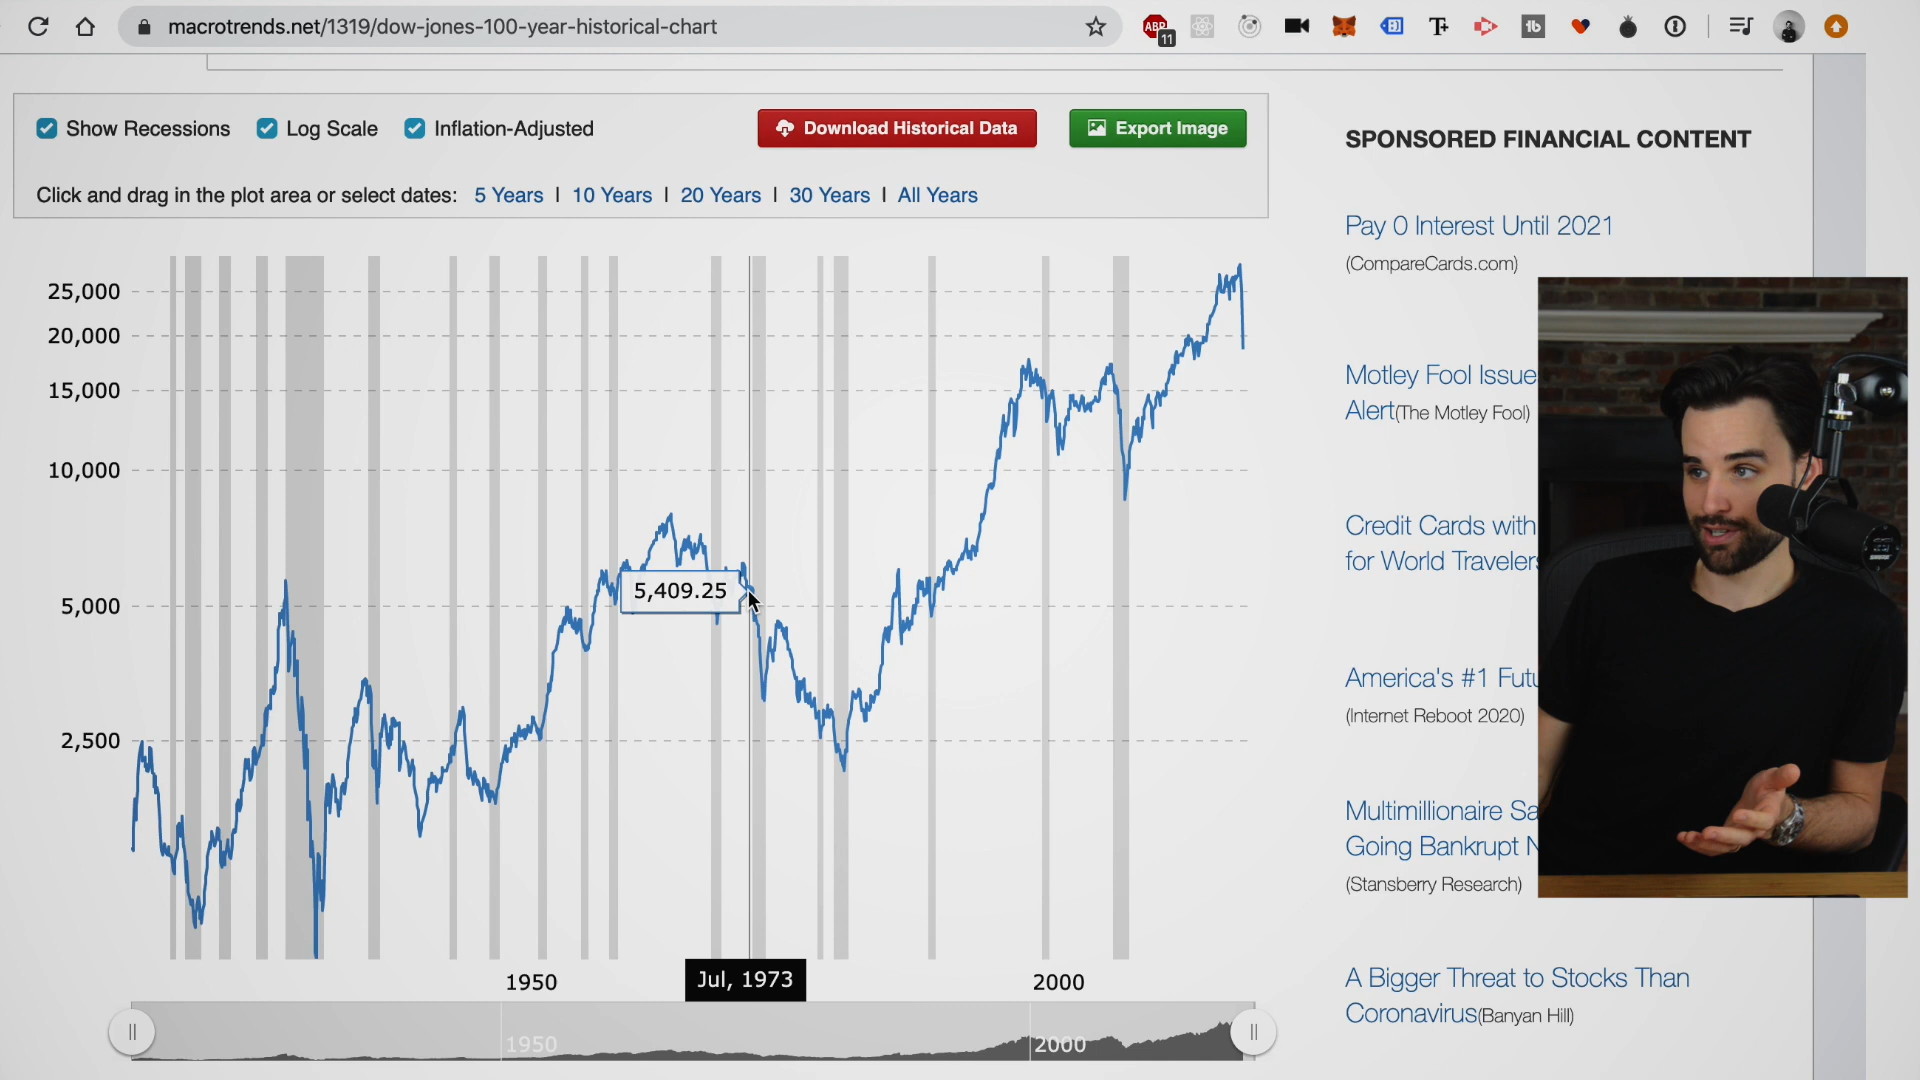 macrotrends.net/1319/dow-jones-100-year-historical-chart
ABP
11
T+
1b
Show Recessions
Log Scale
Inflation-Adjusted
Download Historical Data
Export Image
Click and drag in the plot area or select dates: 5 Years | 10 Years | 20 Years | 30 Years | All Years
25,000
20,000
15,000
10,000
5,000
2,500
5,409.25
1950
Jul, 1973
2000
1950
2000
SPONSORED FINANCIAL CONTENT
Pay 0 Interest Until 2021
(CompareCards.com)
Motley Fool Issue
Alert(The Motley Fool)
Credit Cards with
for World Travelers
America's #1 Futu
(Internet Reboot 2020)
Multimillionaire Sa
Going Bankrupt N
(Stansberry Research)
A Bigger Threat to Stocks Than
Coronavirus(Banyan Hill)